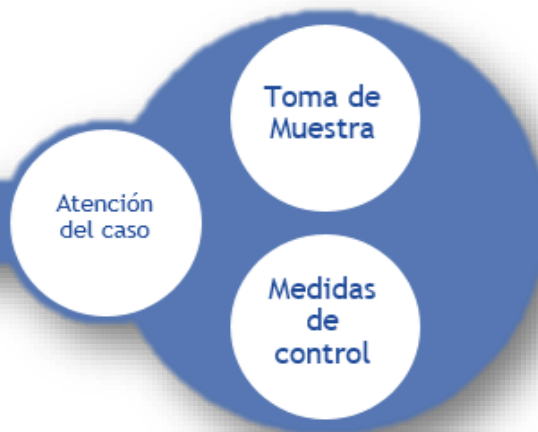 Toma de
Muestra
Atención
del caso
Medidas
de
control